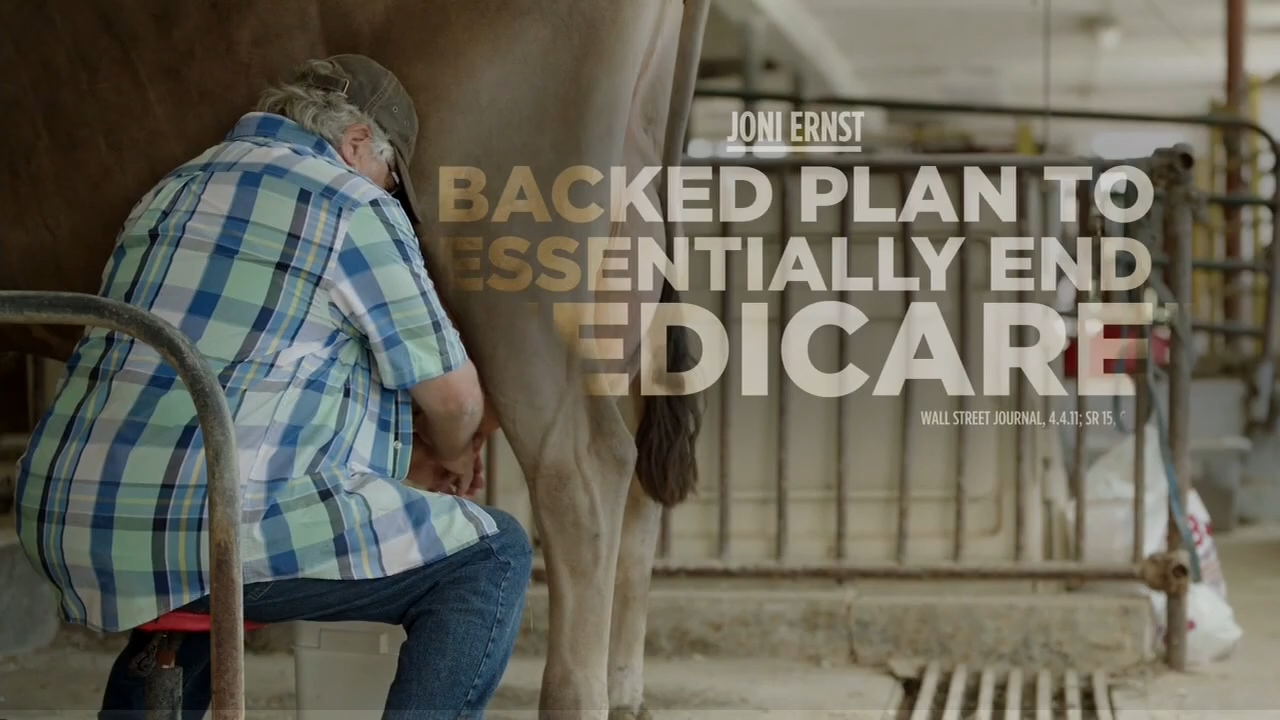 JONI ERNST
BACKED PLAN TO
ESSENTIALLY END
EDICARE
WALL STREET JOURNAL, 4.4.11; SR 15,